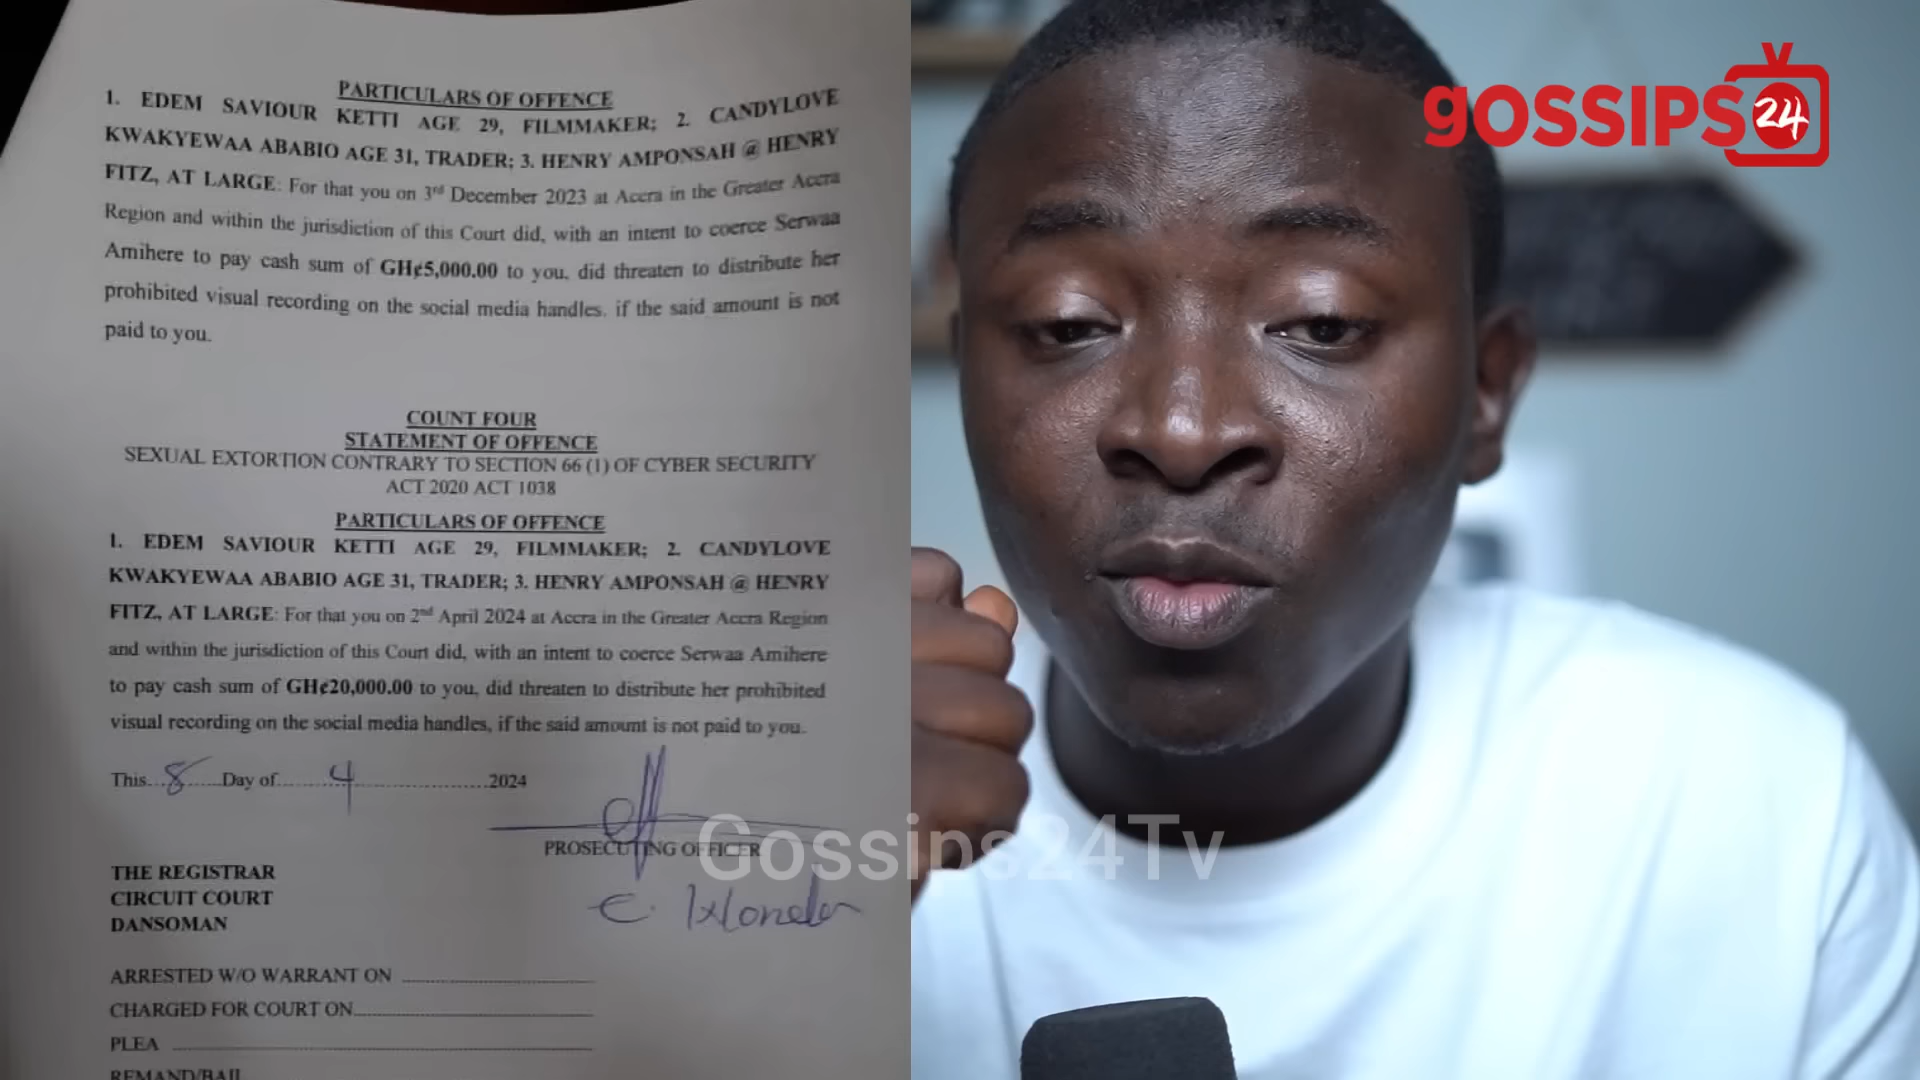 PARTICULARS OF OFFENCE
1. EDEM SAVIOUR KETTI AGE 29, FILMMAKER; 2. CANDYLOVE
KWAKYEWAA ABABIO AGE 31, TRADER; 3. HENRY AMPONSAH @ HENRY
FITZ, AT LARGE: For that you on 3rd December 2023 at Accra in the Greater Accra
Region and within the jurisdiction of this Court did, with an intent to coerce Serwaa
Amihere to pay cash sum of GH¢5,000.00 to you, did threaten to distribute her
prohibited visual recording on the social media handles, if the said amount is not
paid to you.
COUNT FOUR
STATEMENT OF OFFENCE
SEXUAL EXTORTION CONTRARY TO SECTION 66 (1) OF CYBER SECURITY
ACT 2020 ACT 1038
PARTICULARS OF OFFENCE
1. EDEM SAVIOUR KETTI AGE 29, FILMMAKER; 2. CANDYLOVE
KWAKYEWAA ABABIO AGE 31, TRADER; 3. HENRY AMPONSAH @ HENRY
FITZ, AT LARGE: For that you on 2nd April 2024 at Accra in the Greater Accra Region
and within the jurisdiction of this Court did, with an intent to coerce Serwaa Amihere
to pay cash sum of GH¢20,000.00 to you, did threaten to distribute her prohibited
visual recording on the social media handles, if the said amount is not paid to you.
This...8......Day of.......4...........................2024
PROSECUTING OFFICER
THE REGISTRAR
CIRCUIT COURT
DANSOMAN
ARRESTED W/O WARRANT ON
CHARGED FOR COURT ON
PLEA
REMAND/BAIL
gOSSIPS24
Gossips24Tv